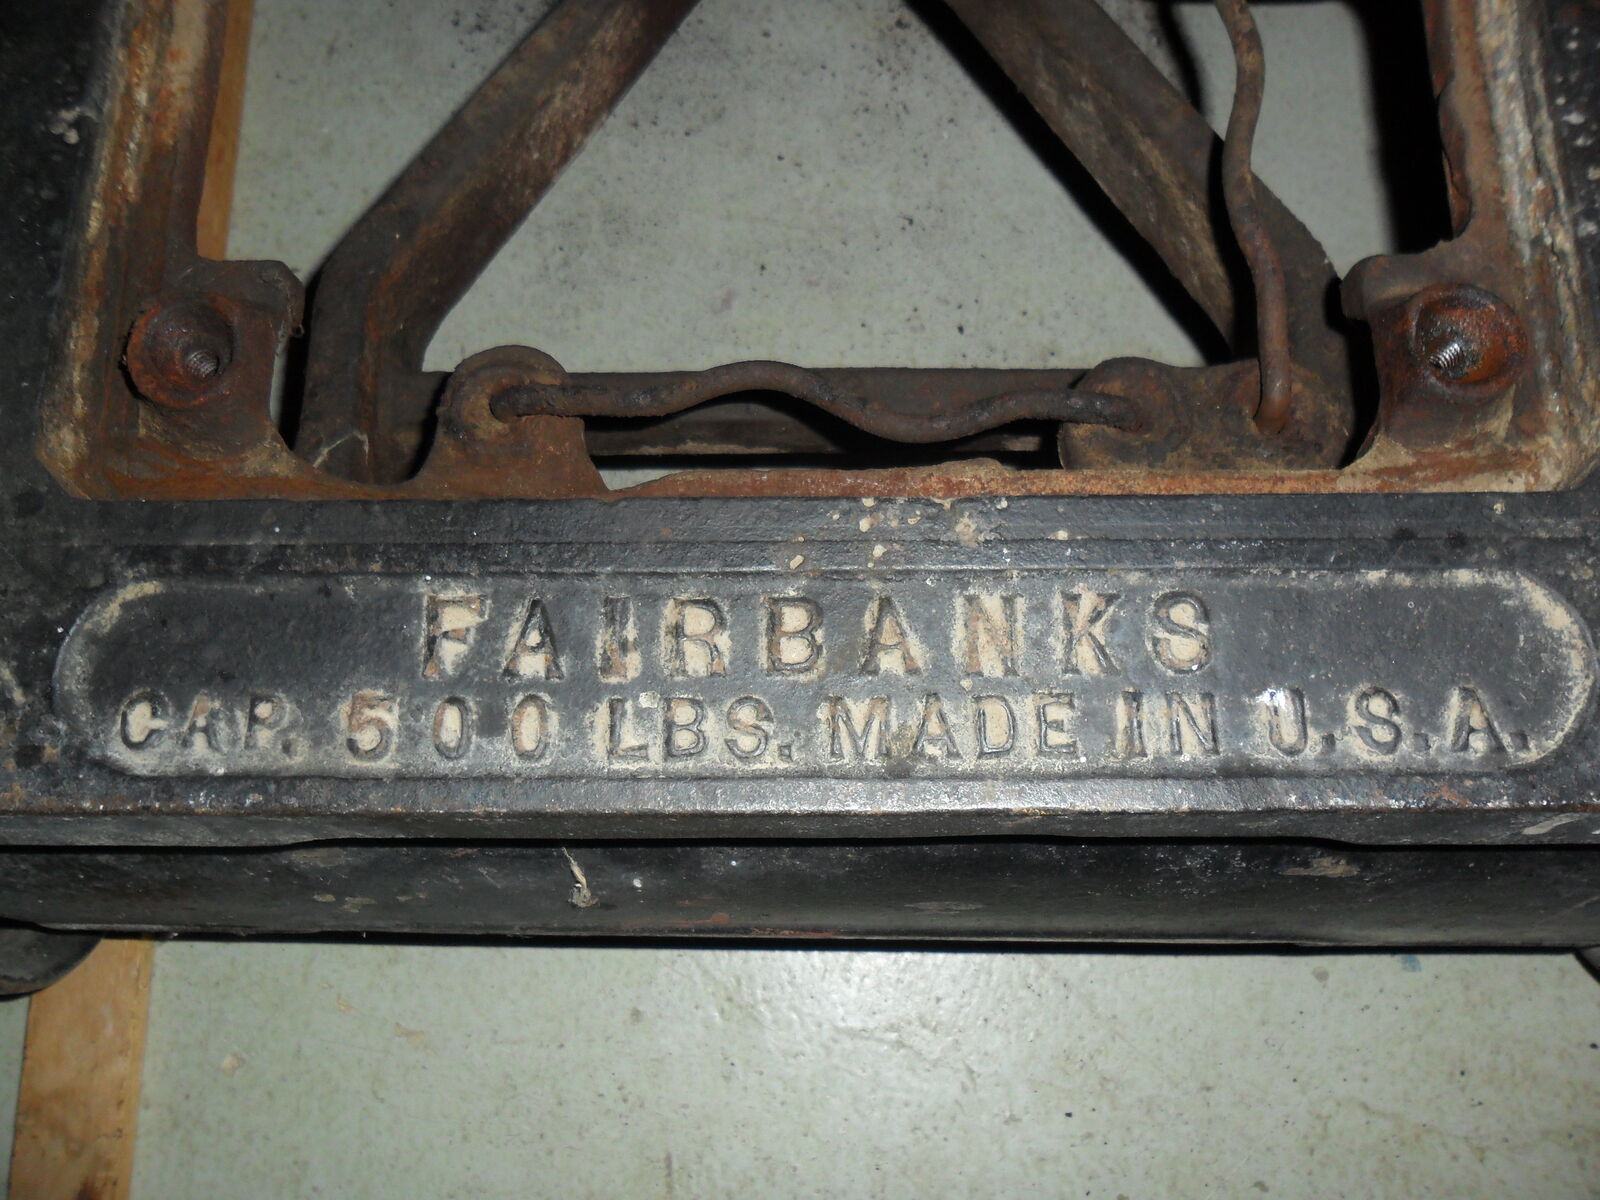 FAIRBANKS
CAP. 500 LBS. MADE IN U.S.A.